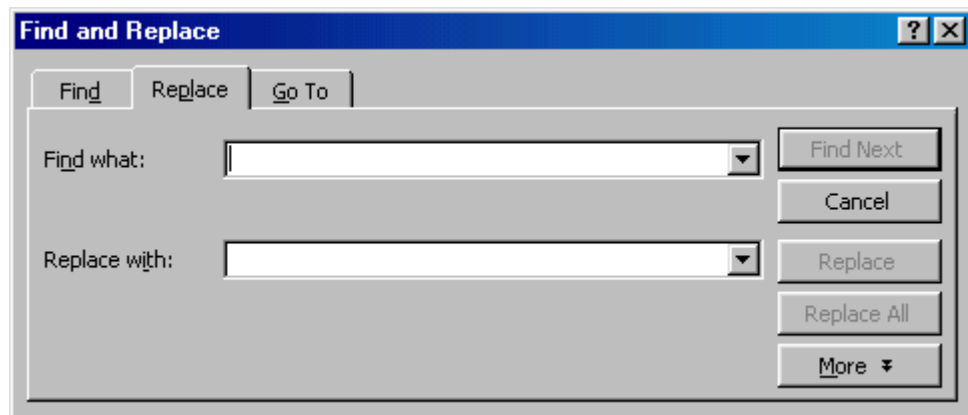 Find and Replace
Find Replace Go To
Find what:
Find Next
Cancel
Replace with:
Replace
Replace All
More